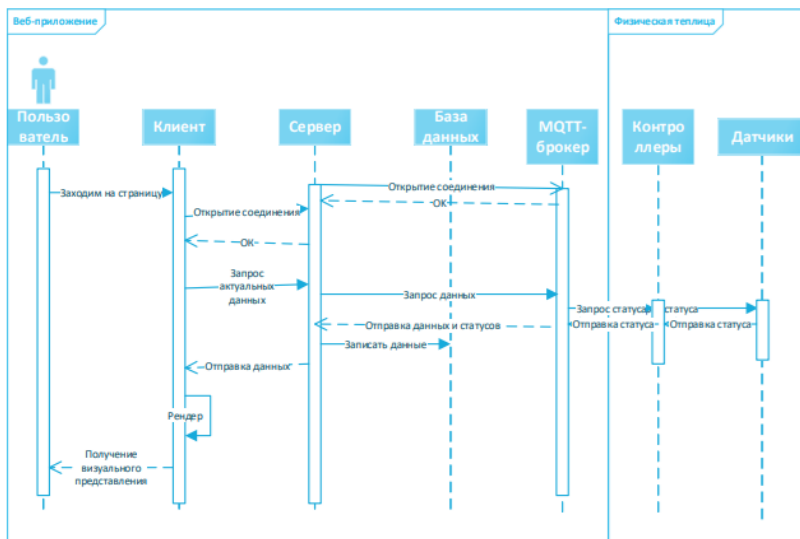 Веб-приложение
Физическая теплица
Пользо
ватель
Клиент
Сервер
База
данных
MQTT-
брокер
Контро
ллеры
Датчики
Заходим на страницу
Открытие соединения
ОК
Открытие соединения
ОК
Запрос
актуальных
данных
Запрос данных
Запрос статуса
статуса
Отправка данных и статусов
Отправка статуса
Отправка статуса
Записать данные
Отправка данных
Рендер
Получение
визуального
представления